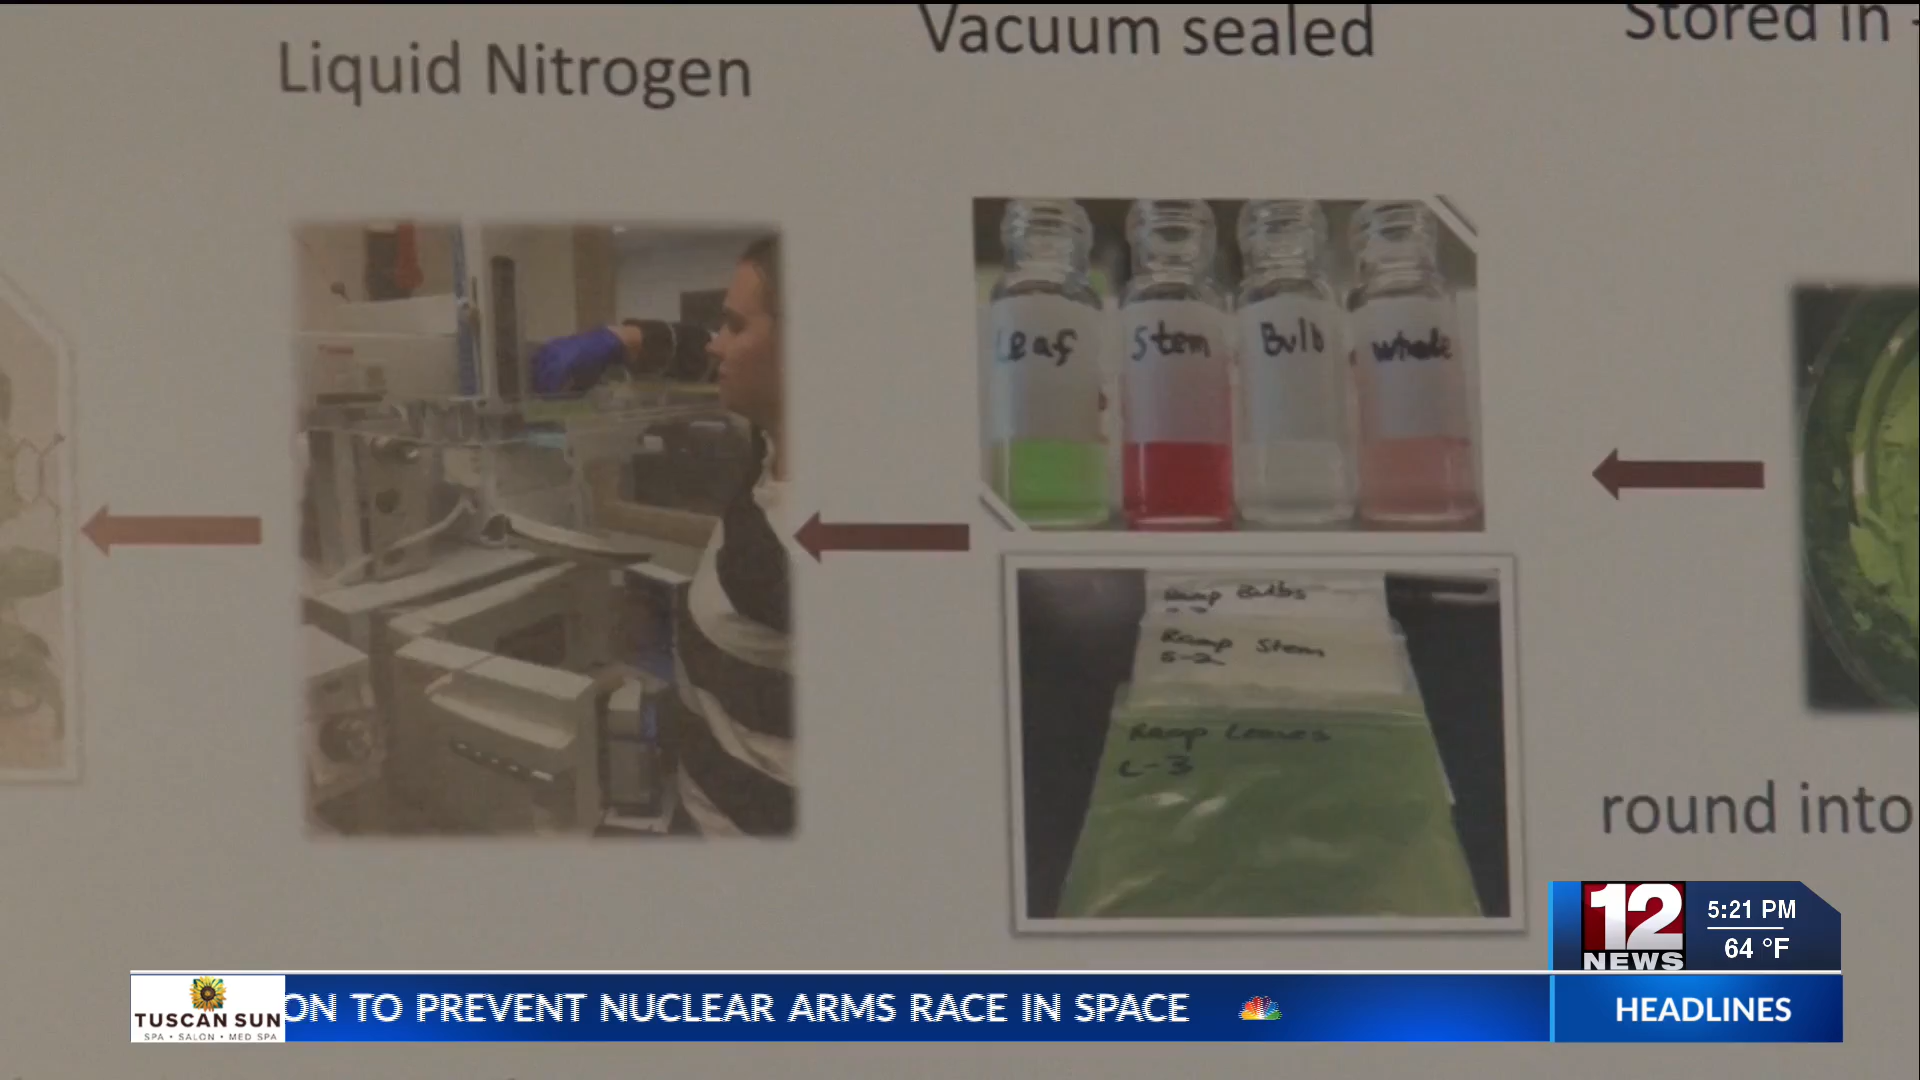 Liquid Nitrogen
Vacuum sealed
Stored in
Leaf
Stem
Bulb
Whole
Ramp Bulbs
Ramp Stem
S-2
Ramp Leaves
L-3
round into
12
NEWS
5:21 PM
64 °F
TUSCAN SUN
SPA • SALON • MED SPA
ON TO PREVENT NUCLEAR ARMS RACE IN SPACE
HEADLINES